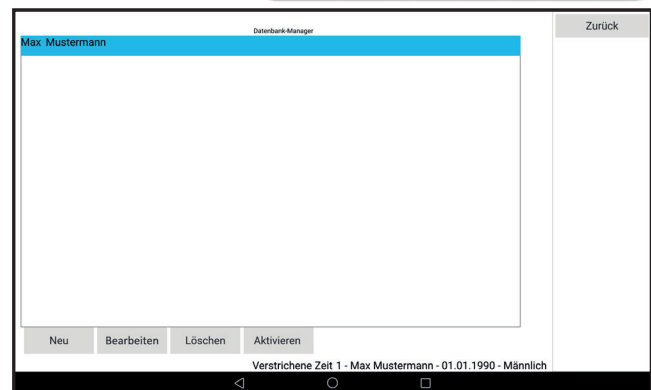 Datenbank-Manager
Zurück
Max Mustermann
Neu Bearbeiten Löschen Aktivieren
Verstrichene Zeit 1 - Max Mustermann - 01.01.1990 - Männlich